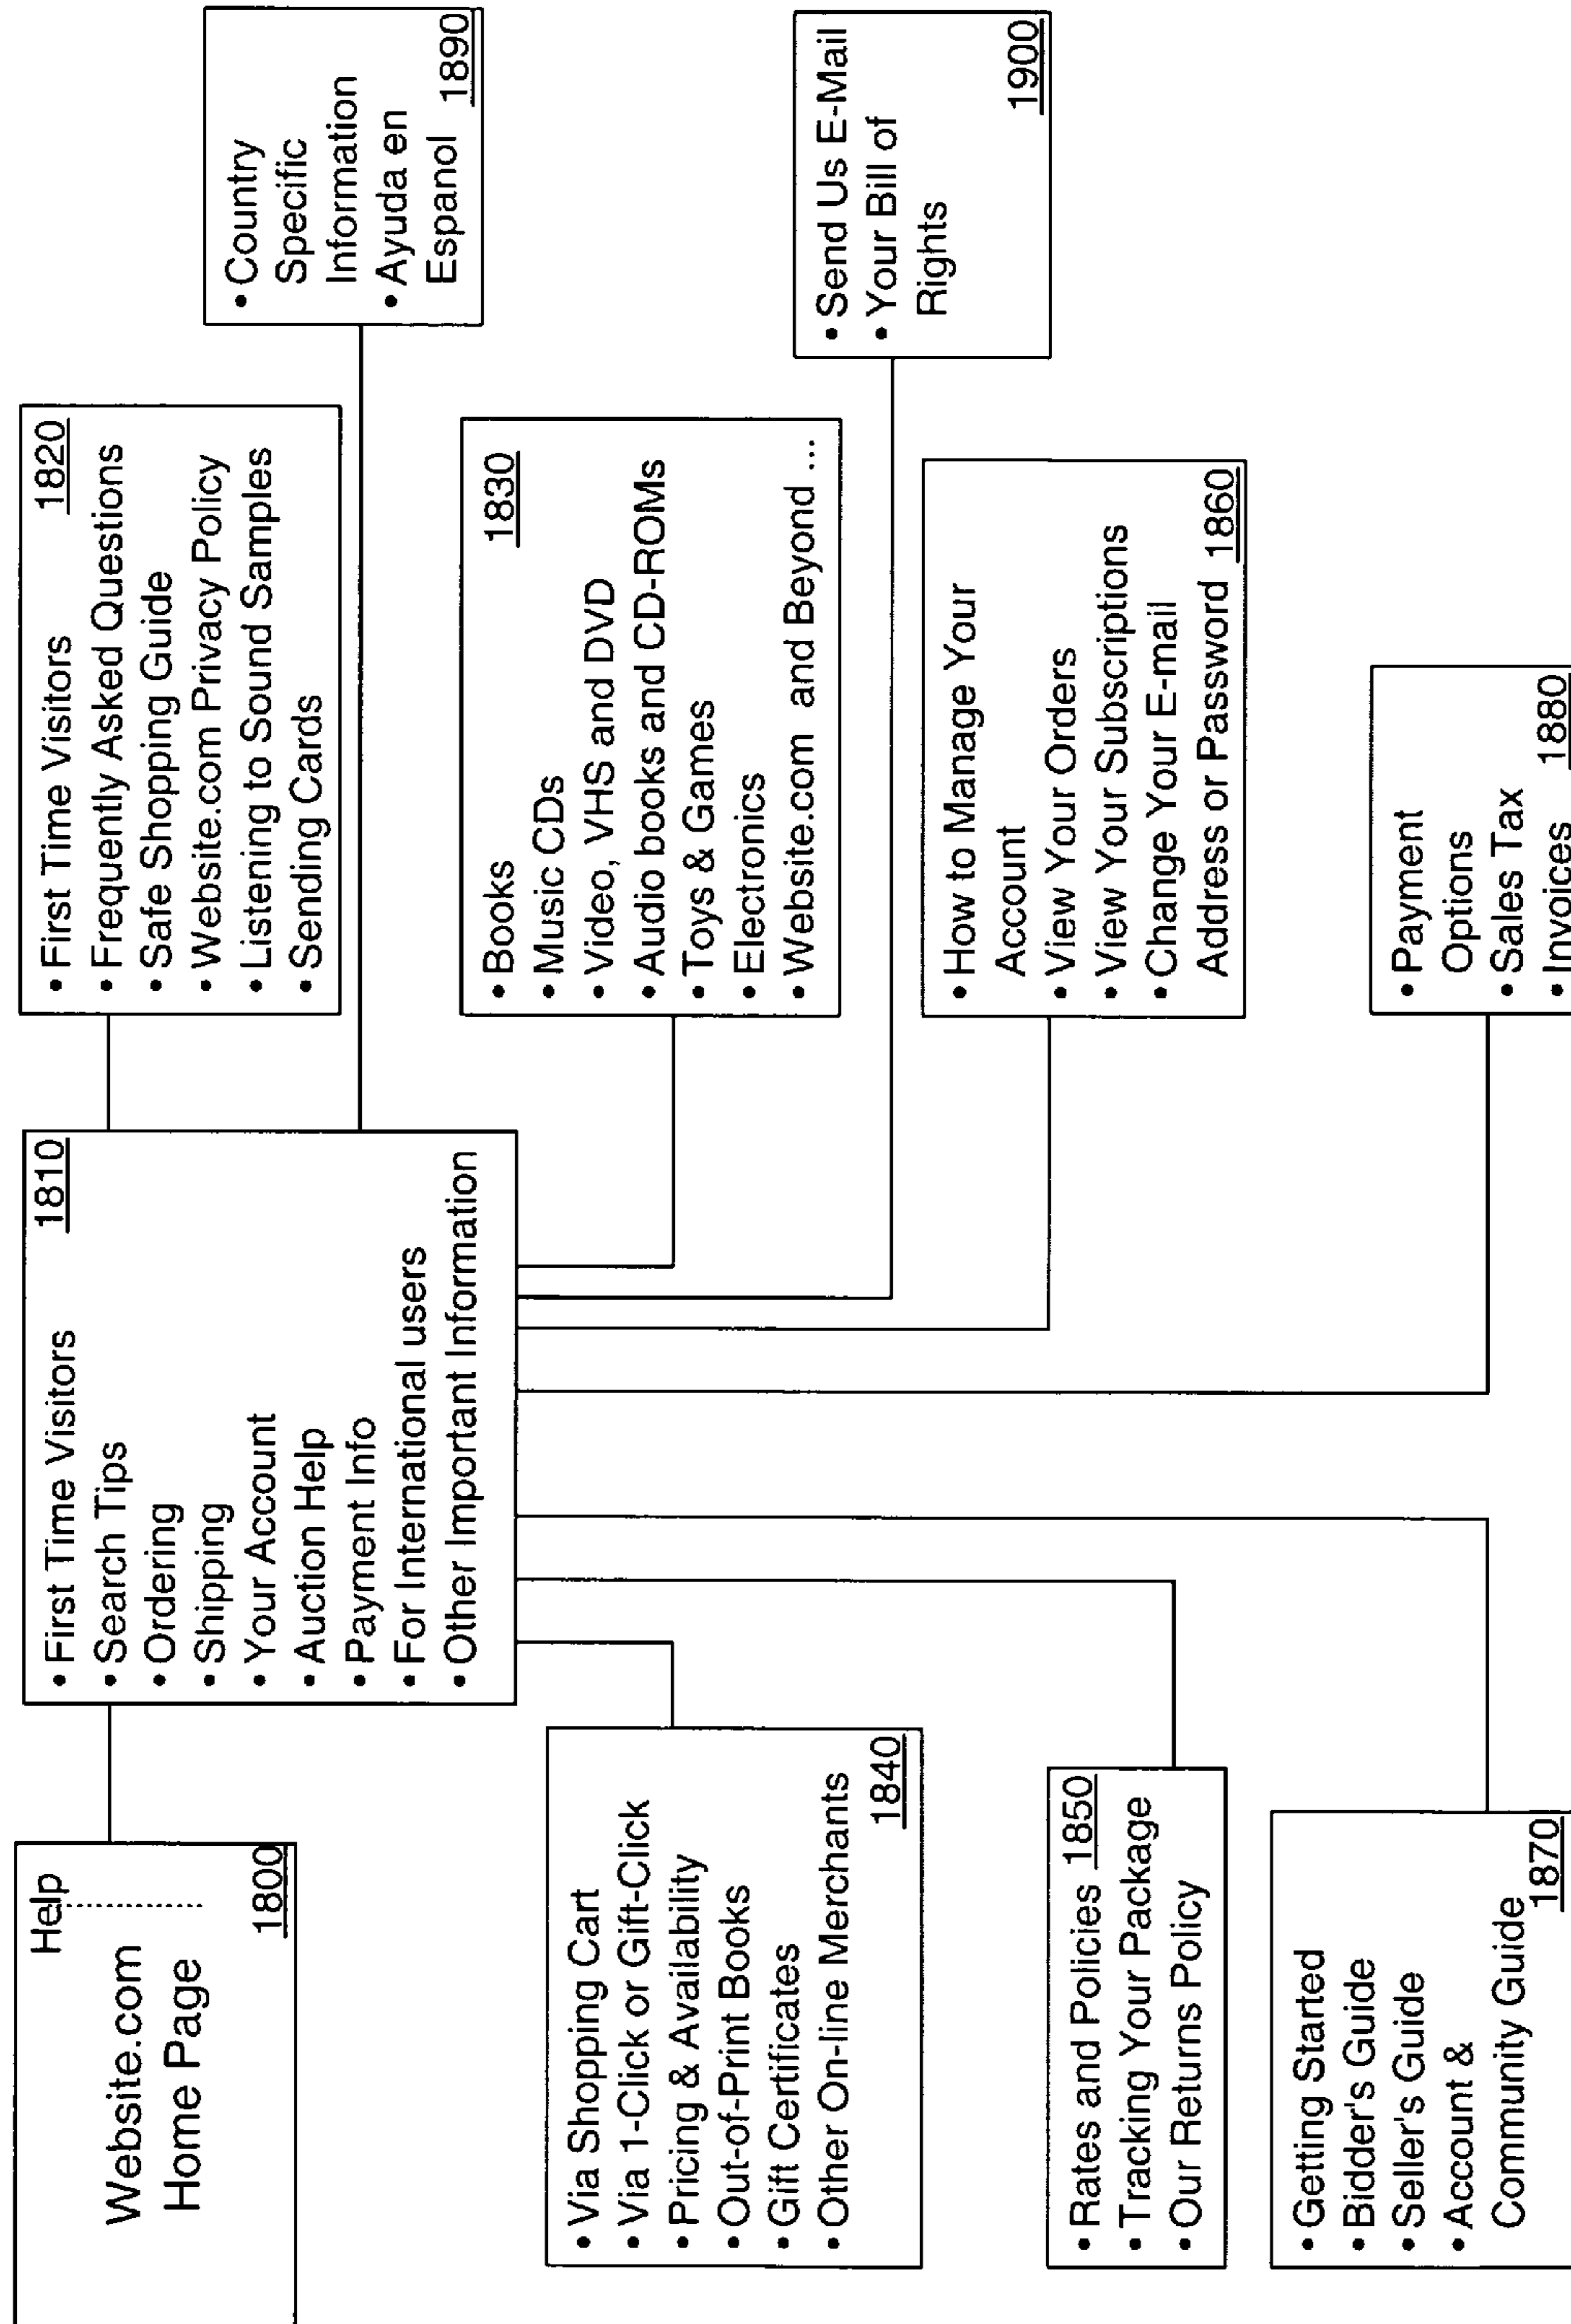 Help
Website.com
Home Page
1800
• First Time Visitors 1810
• Search Tips
• Ordering
• Shipping
• Your Account
• Auction Help
• Payment Info
• For International users
• Other Important Information
• First Time Visitors 1820
• Frequently Asked Questions
• Safe Shopping Guide
• Website.com Privacy Policy
• Listening to Sound Samples
• Sending Cards
• Country
Specific
Information
• Ayuda en
Espanol 1890
• Books 1830
• Music CDs
• Video, VHS and DVD
• Audio books and CD-ROMs
• Toys & Games
• Electronics
• Website.com and Beyond ...
• Send Us E-Mail
• Your Bill of
Rights
1900
• Via Shopping Cart
• Via 1-Click or Gift-Click
• Pricing & Availability
• Out-of-Print Books
• Gift Certificates
• Other On-line Merchants
1840
• How to Manage Your
Account
• View Your Orders
• View Your Subscriptions
• Change Your E-mail
Address or Password 1860
• Rates and Policies 1850
• Tracking Your Package
• Our Returns Policy
• Getting Started
• Bidder's Guide
• Seller's Guide
• Account &
Community Guide
1870
• Payment
Options
• Sales Tax
• Invoices 1880